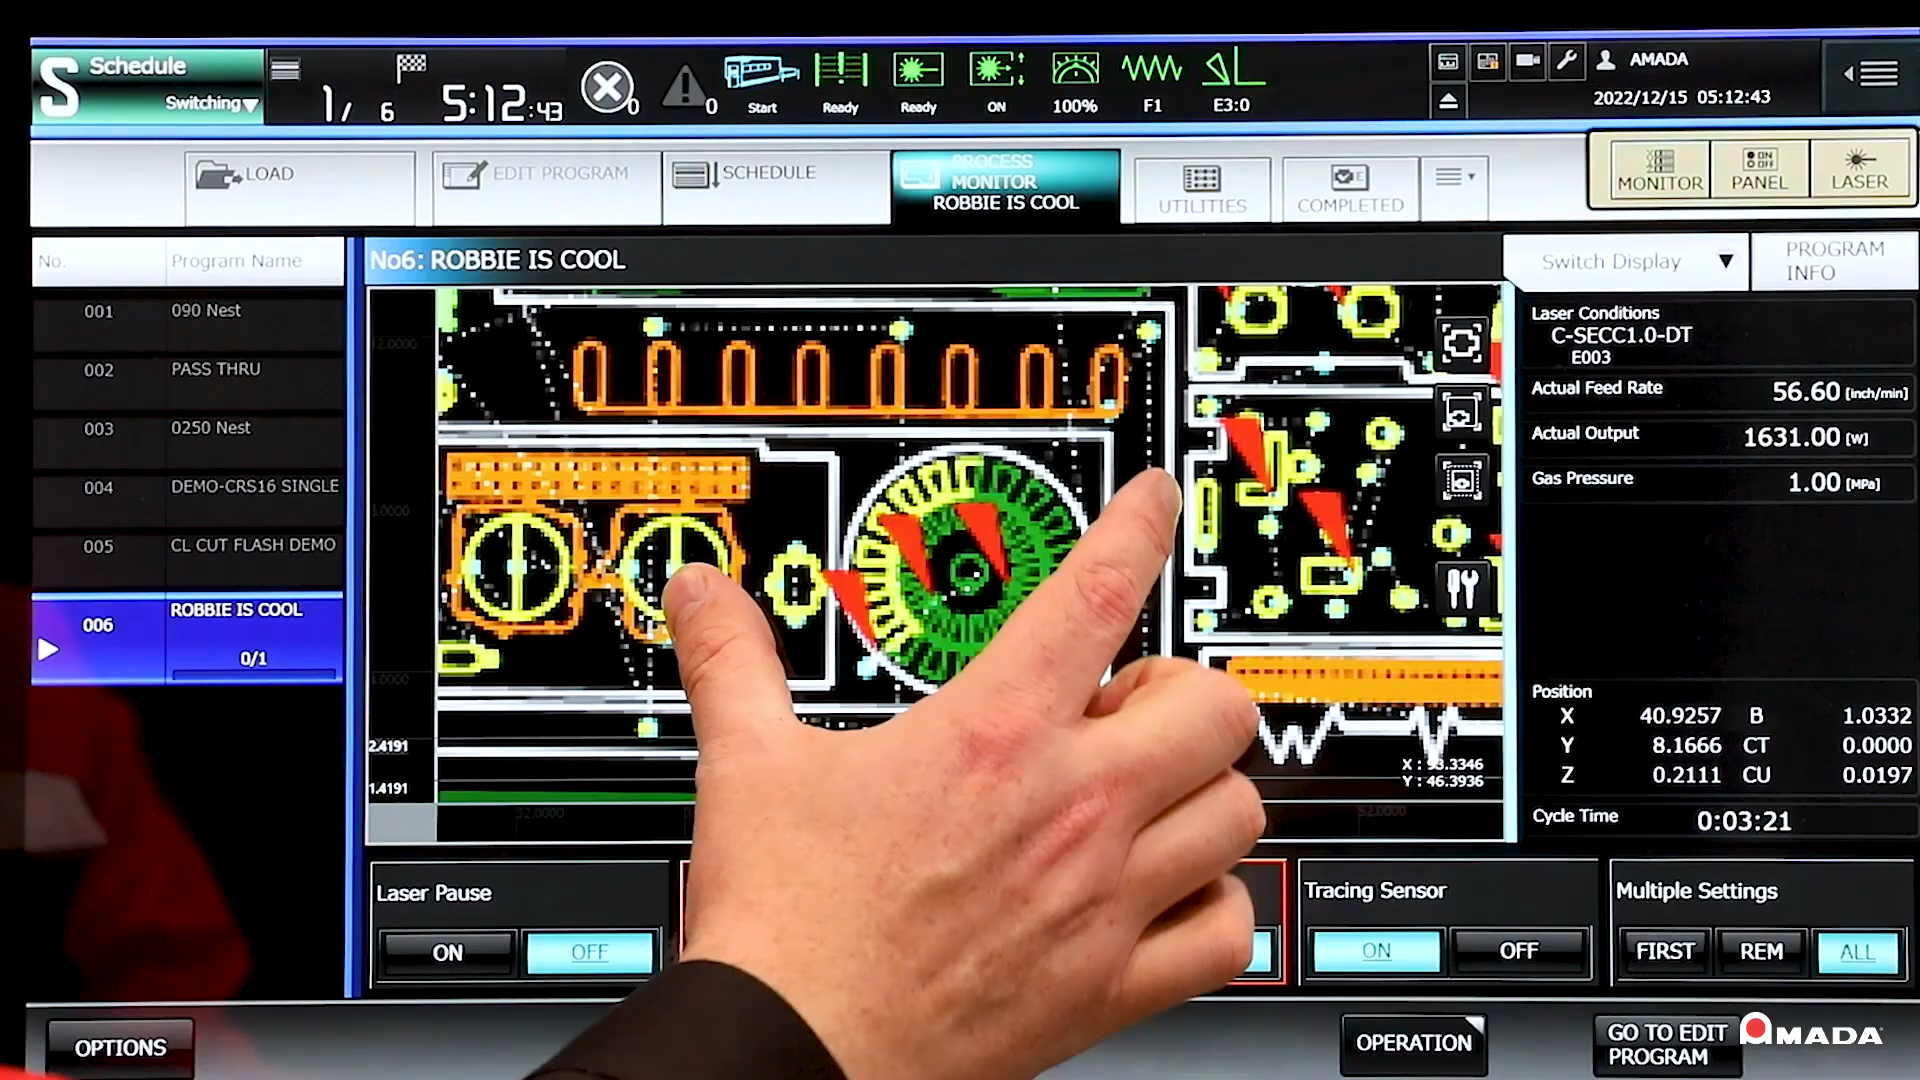 S Schedule
Switching▼
1/ 6
5:12:43
0
0
Start
Ready
Ready
ON
100%
F1
E3:0
AMADA
2022/12/15 05:12:43
LOAD
EDIT PROGRAM
SCHEDULE
PROCESS
MONITOR
ROBBIE IS COOL
UTILITIES
COMPLETED
MONITOR
ON
OFF
PANEL
LASER
No. Program Name
001 090 Nest
002 PASS THRU
003 0250 Nest
004 DEMO-CRS16 SINGLE
005 CL CUT FLASH DEMO
006 ROBBIE IS COOL
0/1
No6: ROBBIE IS COOL
Switch Display ▼
PROGRAM
INFO
2.4191
1.4191
32.0000
52.0000
Y : 46.3936
Laser Conditions
C-SECC1.0-DT
E003
Actual Feed Rate 56.60 [inch/min]
Actual Output 1631.00 [W]
Gas Pressure 1.00 [MPa]
Position
X 40.9257 B 1.0332
Y 8.1666 CT 0.0000
Z 0.2111 CU 0.0197
Cycle Time 0:03:21
Laser Pause
ON OFF
Tracing Sensor
ON OFF
Multiple Settings
FIRST REM ALL
OPTIONS
OPERATION
GO TO EDIT
PROGRAM
AMADA